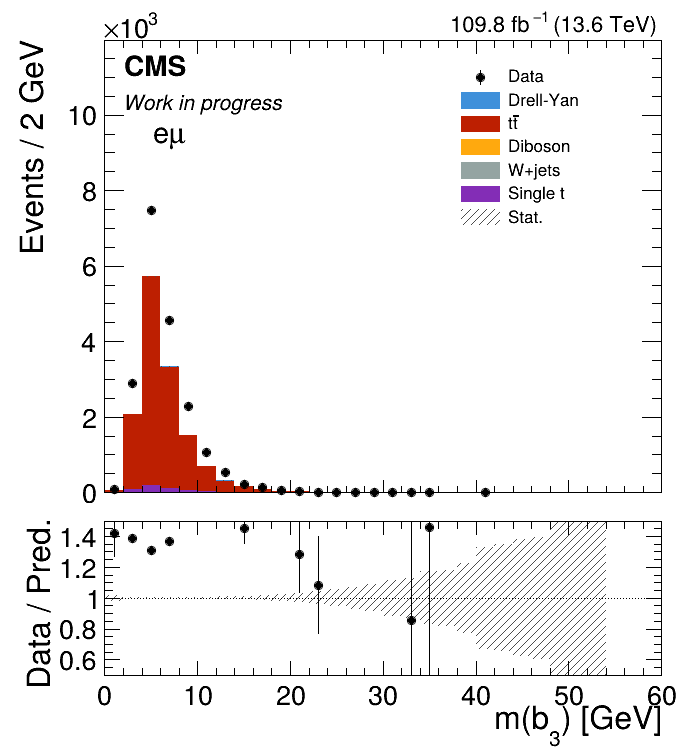 ×10³ 109.8 fb⁻¹ (13.6 TeV)
CMS
Work in progress
eμ
Data
Drell-Yan
tt̄
Diboson
W+jets
Single t
Stat.
Events / 2 GeV
10
8
6
4
2
0
Data / Pred.
1.4
1.2
1
0.8
0.6
0 10 20 30 40 50 60
m(b₃) [GeV]